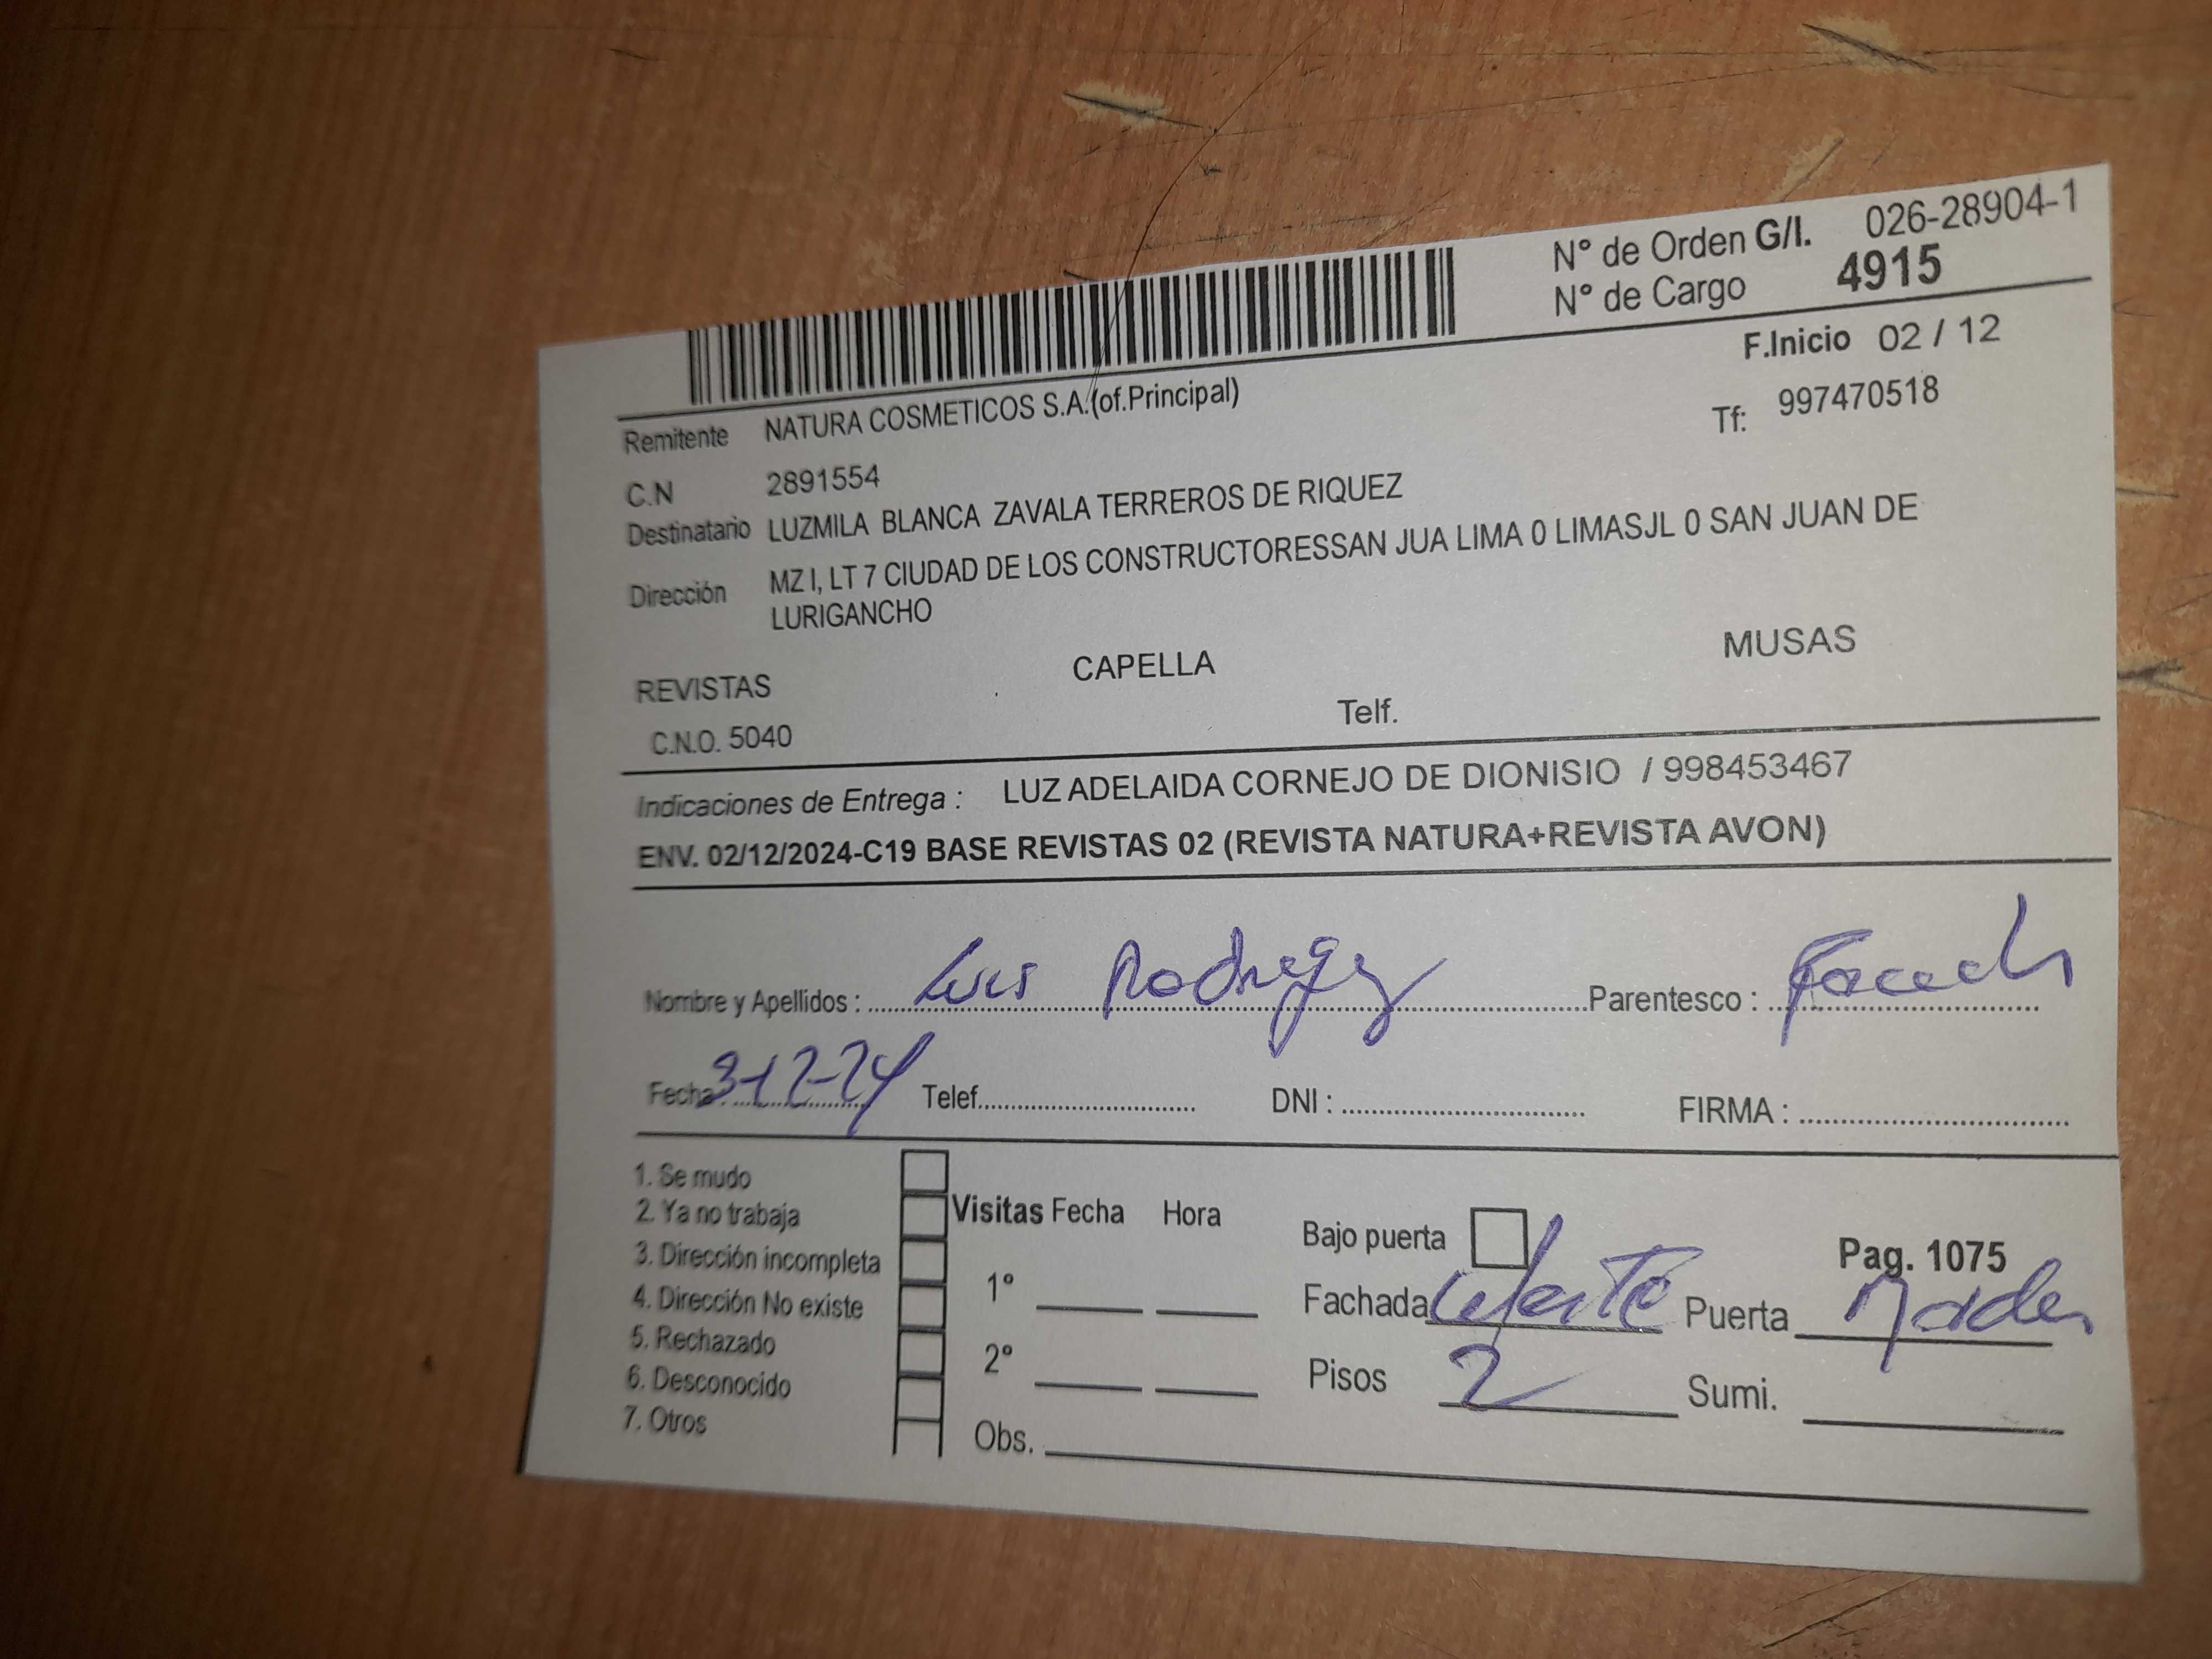 N° de Orden G/I. 026-28904-1
N° de Cargo 4915
F.Inicio 02 / 12
Remitente NATURA COSMETICOS S.A.(of.Principal)
Tf: 997470518
C.N 2891554
Destinatario LUZMILA BLANCA ZAVALA TERREROS DE RIQUEZ
Dirección MZ I, LT 7 CIUDAD DE LOS CONSTRUCTORESSAN JUA LIMA 0 LIMASJL 0 SAN JUAN DE
LURIGANCHO
REVISTAS CAPELLA MUSAS
C.N.O. 5040 Telf.
Indicaciones de Entrega : LUZ ADELAIDA CORNEJO DE DIONISIO / 998453467
ENV. 02/12/2024-C19 BASE REVISTAS 02 (REVISTA NATURA+REVISTA AVON)
Nombre y Apellidos : Luis Parentesco :
Fecha : 3-12-24 Telef. DNI : FIRMA :
1. Se mudo
2. Ya no trabaja
3. Dirección incompleta
4. Dirección No existe
5. Rechazado
6. Desconocido
7. Otros
Visitas Fecha Hora
1°
2°
Obs.
Bajo puerta Pag. 1075
Fachada Puerta
Pisos 2 Sumi.